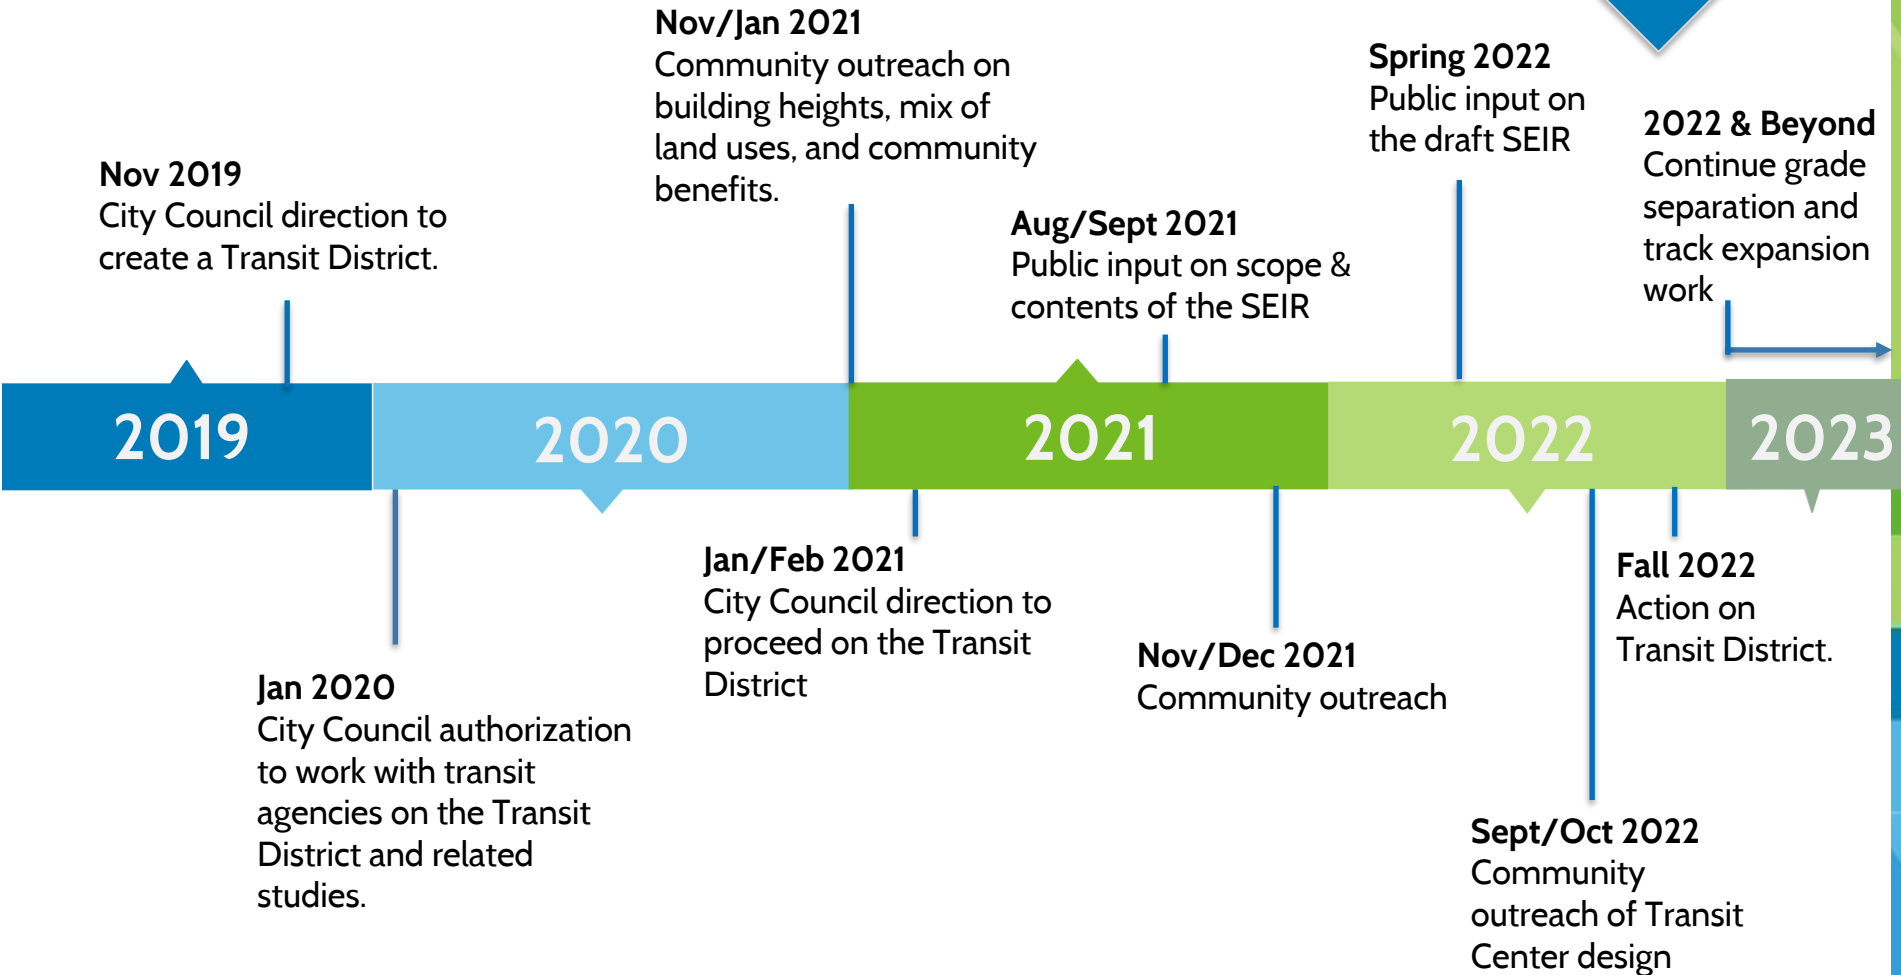 Nov/Jan 2021
Community outreach on
building heights, mix of
land uses, and community
benefits.
Spring 2022
Public input on
the draft SEIR
2022 & Beyond
Continue grade
separation and
track expansion
work
Nov 2019
City Council direction to
create a Transit District.
Aug/Sept 2021
Public input on scope &
contents of the SEIR
2019
2020
2021
2022
2023
Jan 2020
City Council authorization
to work with transit
agencies on the Transit
District and related
studies.
Jan/Feb 2021
City Council direction to
proceed on the Transit
District
Nov/Dec 2021
Community outreach
Fall 2022
Action on
Transit District.
Sept/Oct 2022
Community
outreach of Transit
Center design